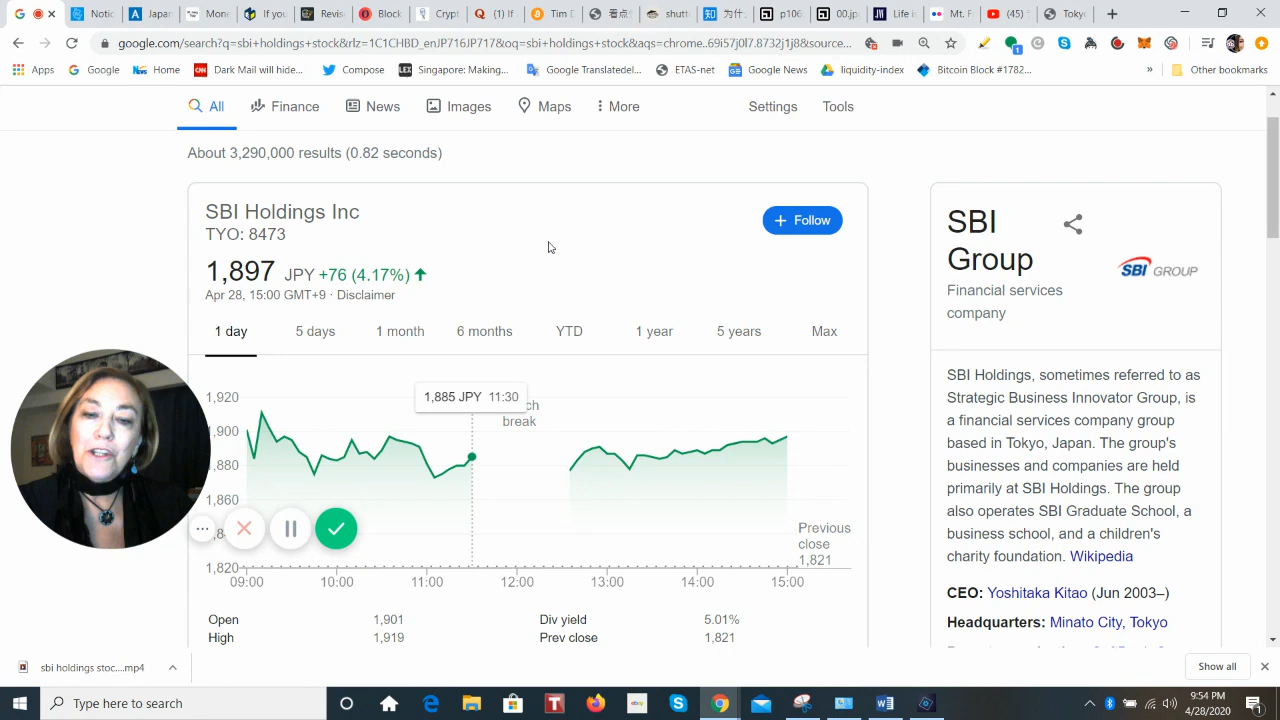 Notic
Japan
Mone
If you
Revise
Block
Cryp
(1)
Tim D
看点
shutt
为什
p106
00.jp
Life i
Mt. F
(45)
Tokyo
google.com/search?q=sbi+holdings+stock&rlz=1C1CHBD_enJP716JP717&oq=sbi+holdings+stock&aqs=chrome..69i57j0l7.8732j1j8&source...
Apps Google Home Dark Mail will hide... Compose Singapore: Making... Google Translatedel... ETAS-net Google News liquidity-index Bitcoin Block #1782... » Other bookmarks
All Finance News Images Maps More Settings Tools
About 3,290,000 results (0.82 seconds)
SBI Holdings Inc
TYO: 8473
+ Follow
1,897 JPY +76 (4.17%)
Apr 28, 15:00 GMT+9 · Disclaimer
1 day 5 days 1 month 6 months YTD 1 year 5 years Max
1,885 JPY 11:30
break
1,920
1,900
1,880
1,860
1,820
Previous
close
1,821
09:00 10:00 11:00 12:00 13:00 14:00 15:00
Open 1,901 Div yield 5.01%
High 1,919 Prev close 1,821
SBI
Group
SBI GROUP
Financial services
company
SBI Holdings, sometimes referred to as
Strategic Business Innovator Group, is
a financial services company group
based in Tokyo, Japan. The group's
businesses and companies are held
primarily at SBI Holdings. The group
also operates SBI Graduate School, a
business school, and a children's
charity foundation. Wikipedia
CEO: Yoshitaka Kitao (Jun 2003–)
Headquarters: Minato City, Tokyo
sbi holdings stoc....mp4
Show all
Type here to search
9:54 PM
4/28/2020